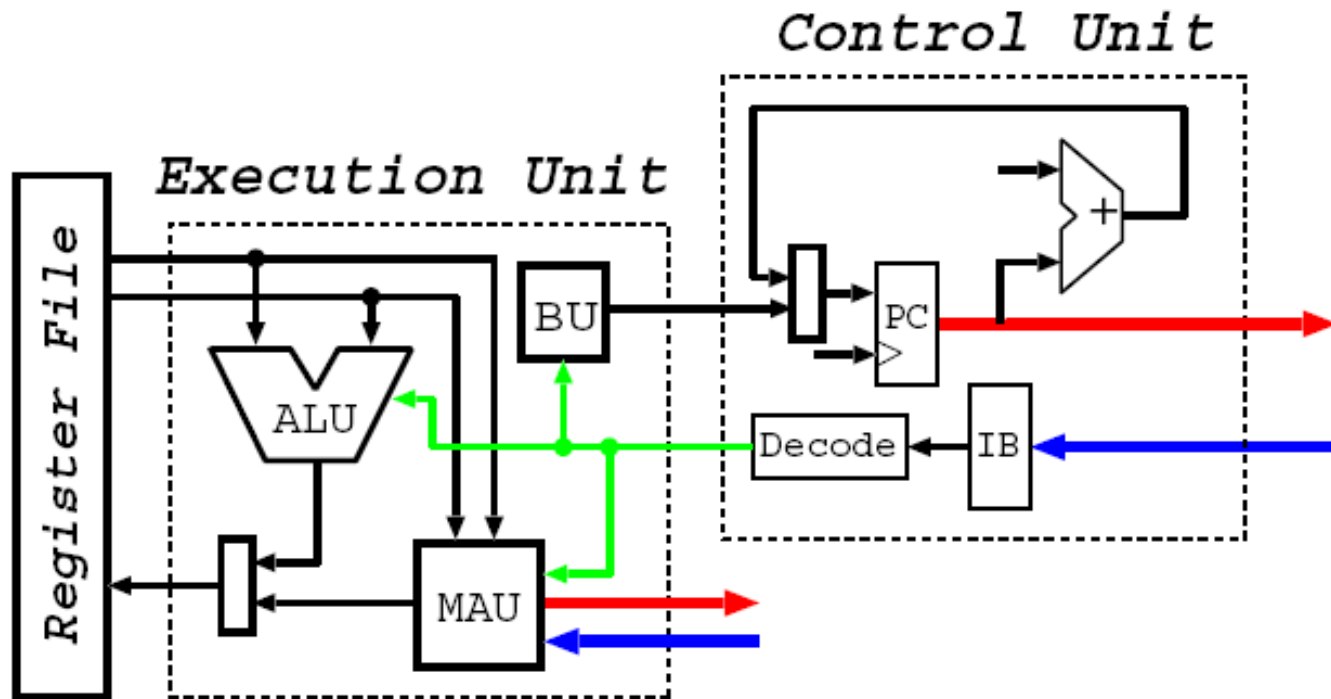 Control Unit
Execution Unit
Register File
+
BU
PC
ALU
Decode
IB
MAU